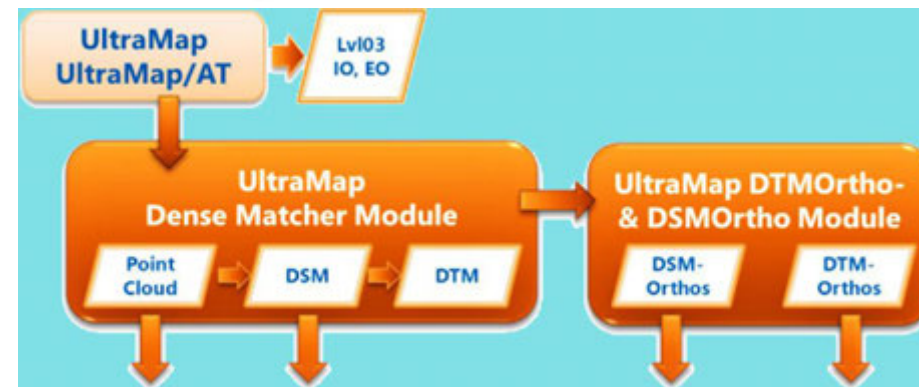 UltraMap
UltraMap/AT
Lvl03
IO, EO
UltraMap
Dense Matcher Module
Point
Cloud
DSM
DTM
UltraMap DTMOrtho-
& DSMOrtho Module
DSM-
Orthos
DTM-
Orthos